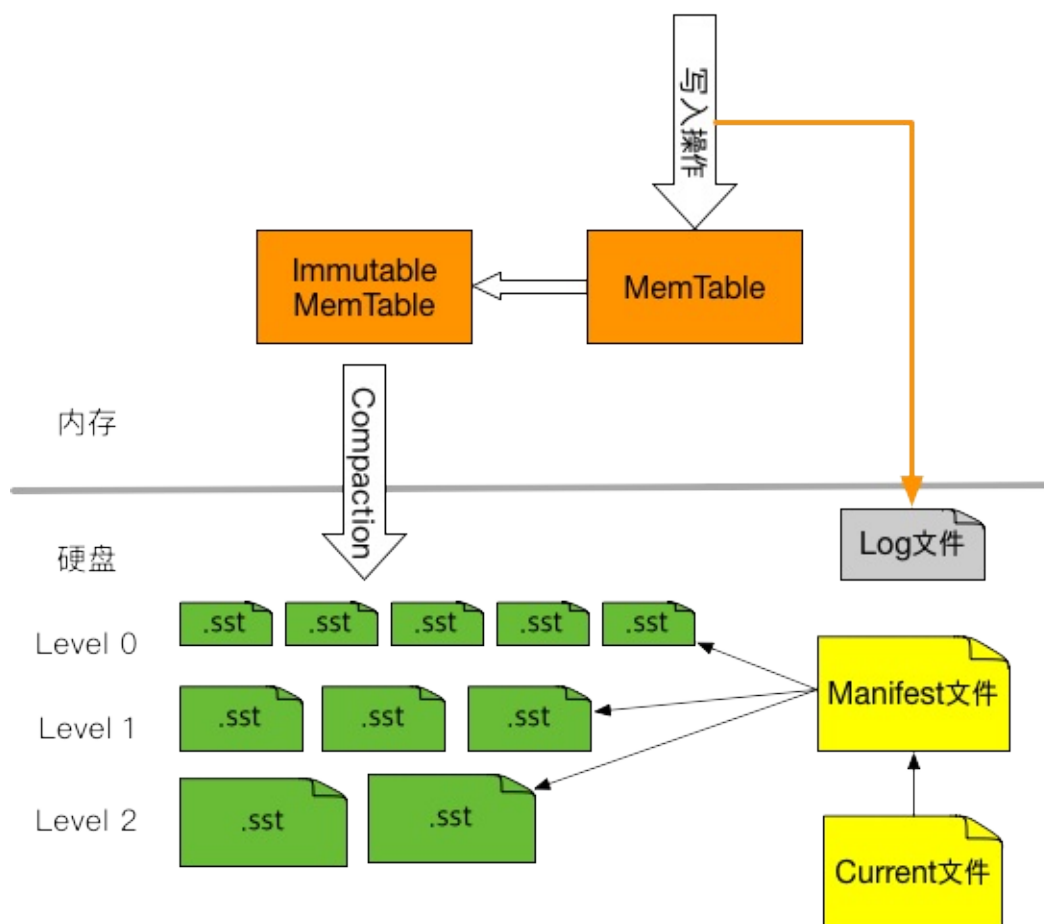 写入操作
Immutable
MemTable
MemTable
Compaction
内存
硬盘
Log文件
Level 0
.sst
.sst
.sst
.sst
.sst
Manifest文件
Level 1
.sst
.sst
.sst
Level 2
.sst
.sst
Current文件